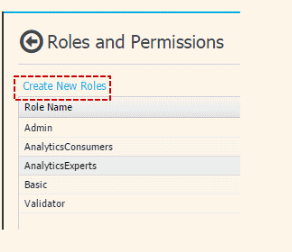 Roles and Permissions
Create New Roles
Role Name
Admin
AnalyticsConsumers
AnalyticsExperts
Basic
Validator